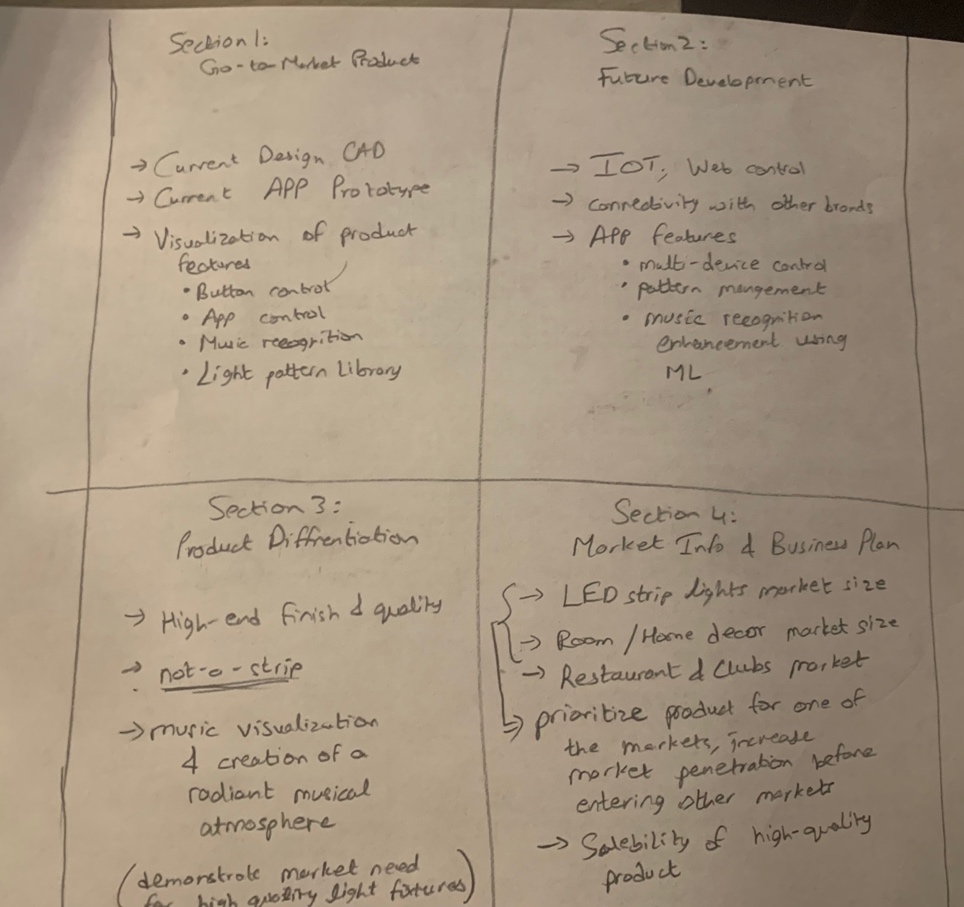 Section 1:
Go-to-Market Product
→ Current Design CAD
→ Current APP Prototype
→ Visualization of product
features
• Button control
• App control
• Music recognition
• Light pattern Library
Section 2:
Future Development
→ IOT, Web control
→ connectivity with other brands
→ APP features
• multi-device control
• pattern mengement
• music recognition
enhancement using
ML
Section 3:
Product Diffrentiation
→ High-end finish & quality
→ not-a-strip
→ music visualization
& creation of a
radiant musical
atmosphere
(demonstrate market need
for high quality light fixtures)
Section 4:
Market Info & Business Plan
→ LED strip lights market size
→ Room / Home decor market size
→ Restaurant & Clubs market
→ prioritize product for one of
the markets, increase
market penetration before
entering other markets
→ Salebility of high-quality
product